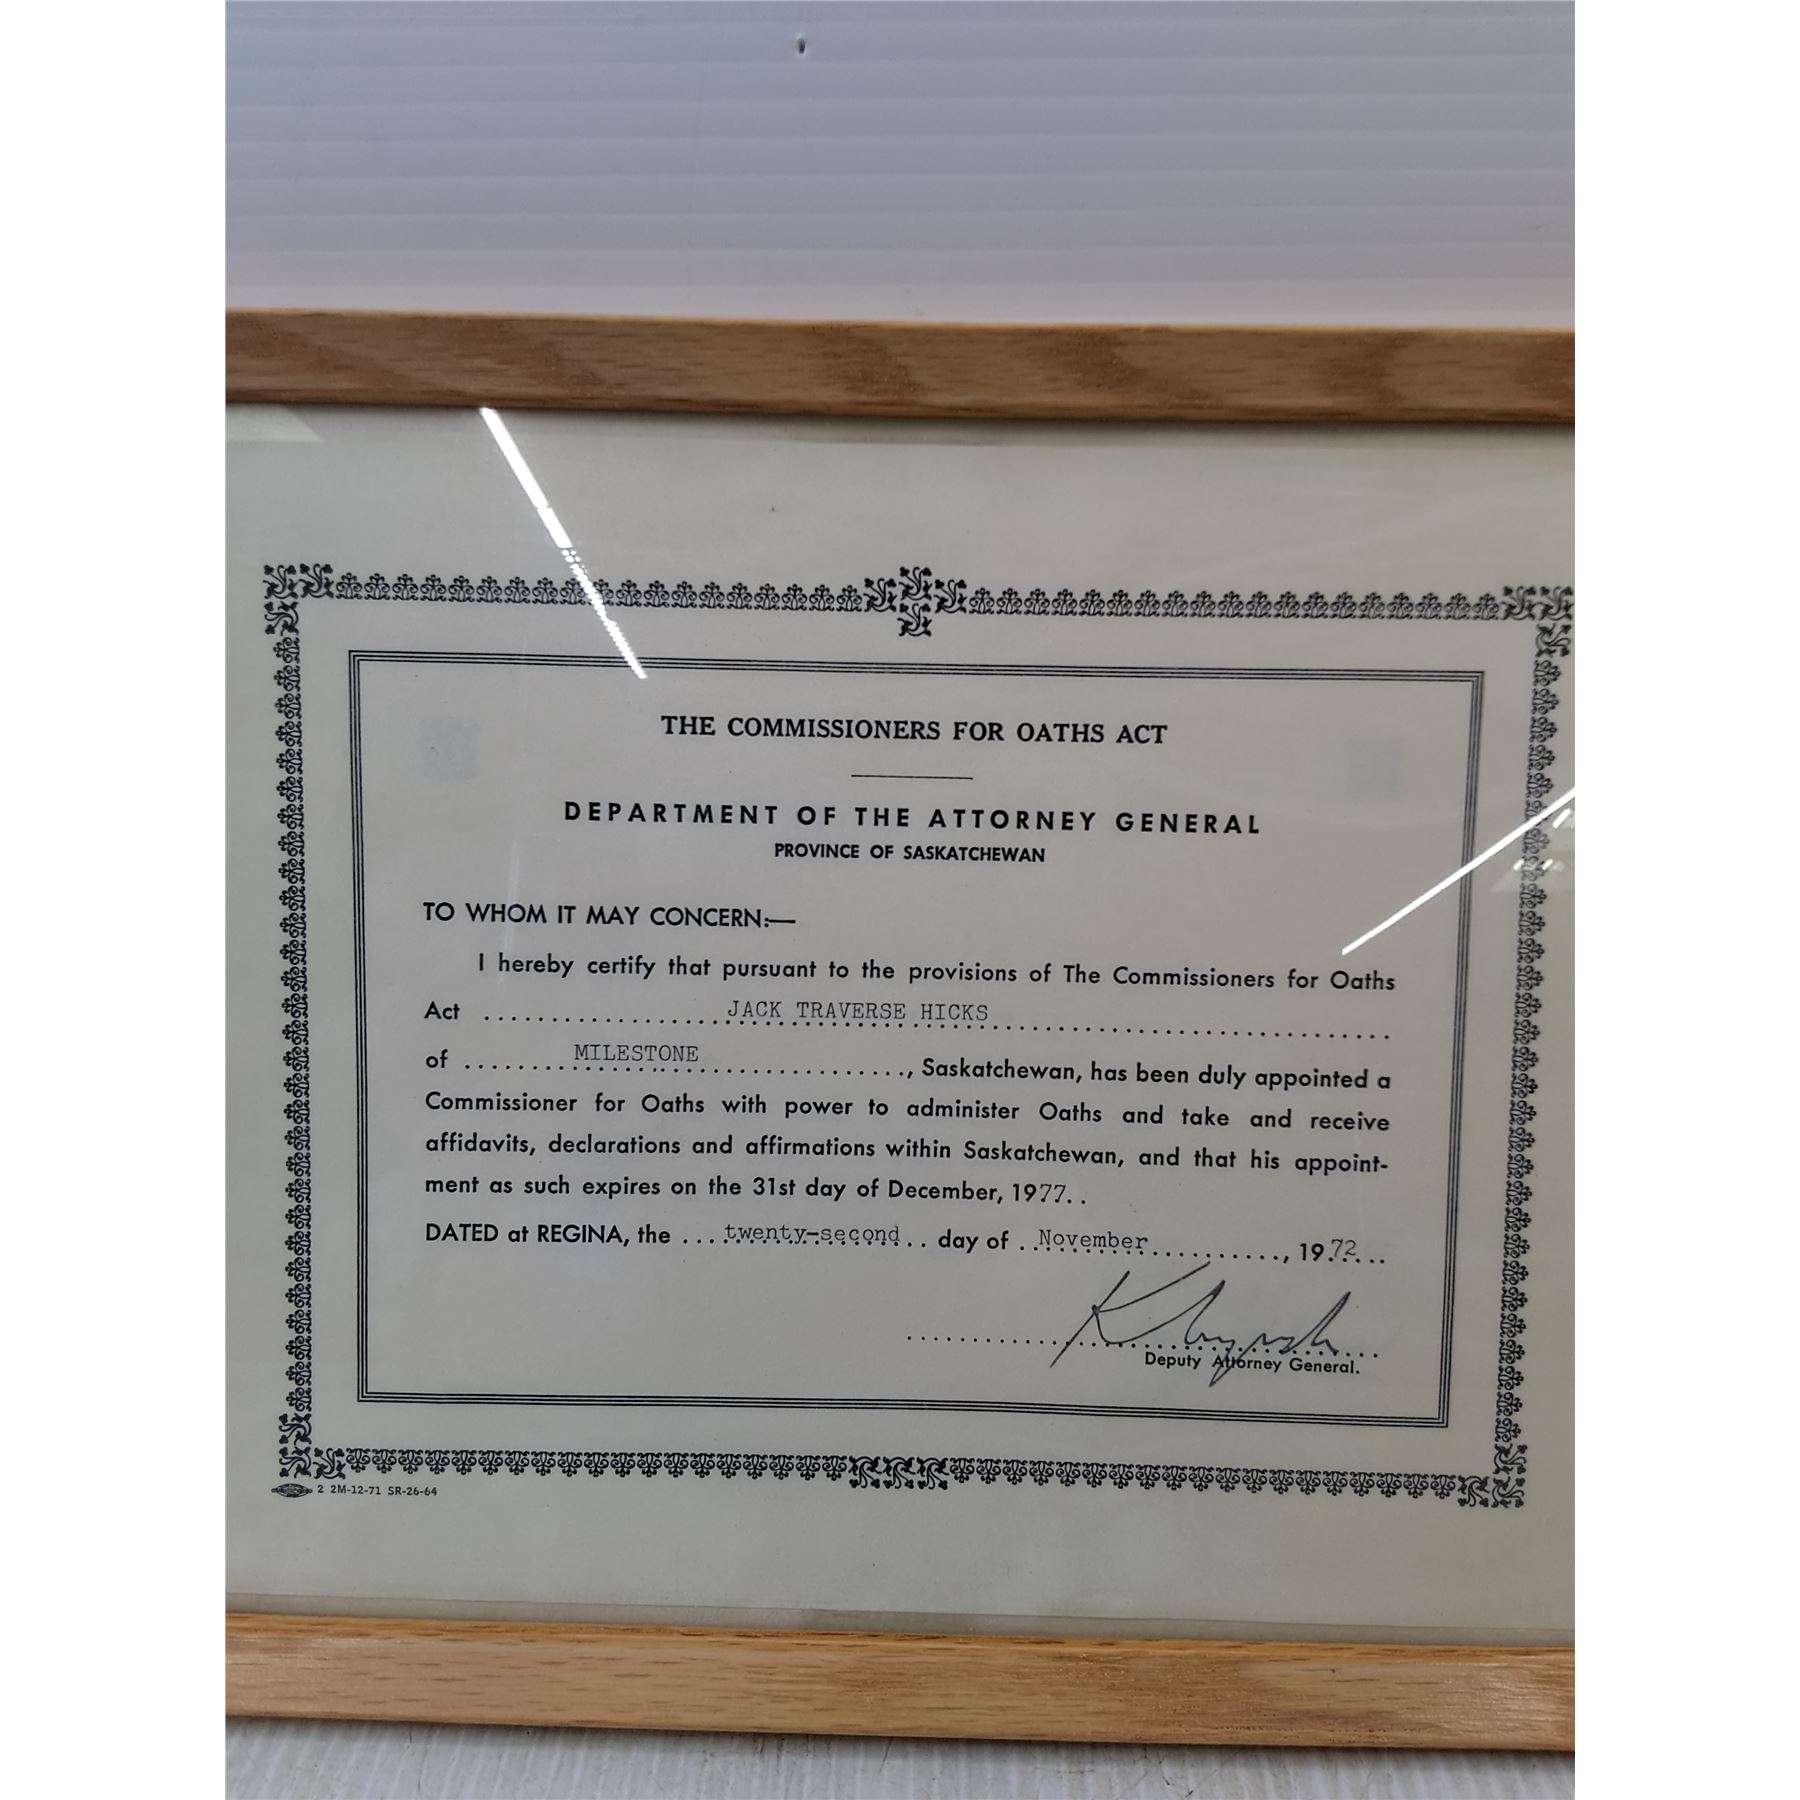 THE COMMISSIONERS FOR OATHS ACT
DEPARTMENT OF THE ATTORNEY GENERAL
PROVINCE OF SASKATCHEWAN
TO WHOM IT MAY CONCERN:—
I hereby certify that pursuant to the provisions of The Commissioners for Oaths
Act JACK TRAVERSE HICKS
of MILESTONE, Saskatchewan, has been duly appointed a
Commissioner for Oaths with power to administer Oaths and take and receive
affidavits, declarations and affirmations within Saskatchewan, and that his appoint-
ment as such expires on the 31st day of December, 1977..
DATED at REGINA, the twenty-second day of November, 1972
Deputy Attorney General.
2 2M-12-71 SR-26-64